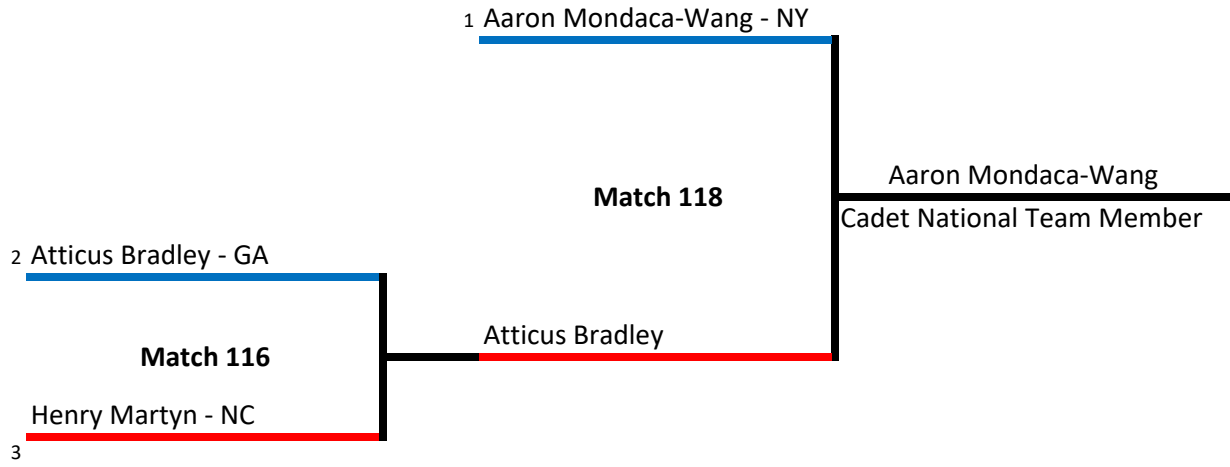 1 Aaron Mondaca-Wang - NY
Match 118
Aaron Mondaca-Wang
Cadet National Team Member
2 Atticus Bradley - GA
Atticus Bradley
Match 116
Henry Martyn - NC
3